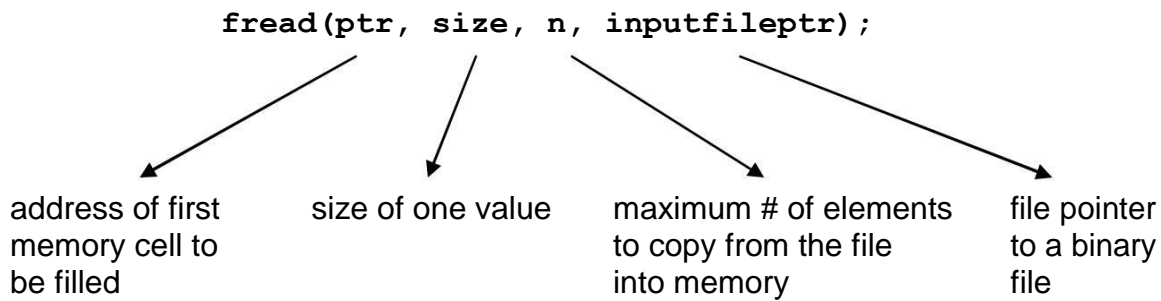 fread(ptr, size, n, inputfileptr);
address of first
memory cell to
be filled
size of one value
maximum # of elements
to copy from the file
into memory
file pointer
to a binary
file